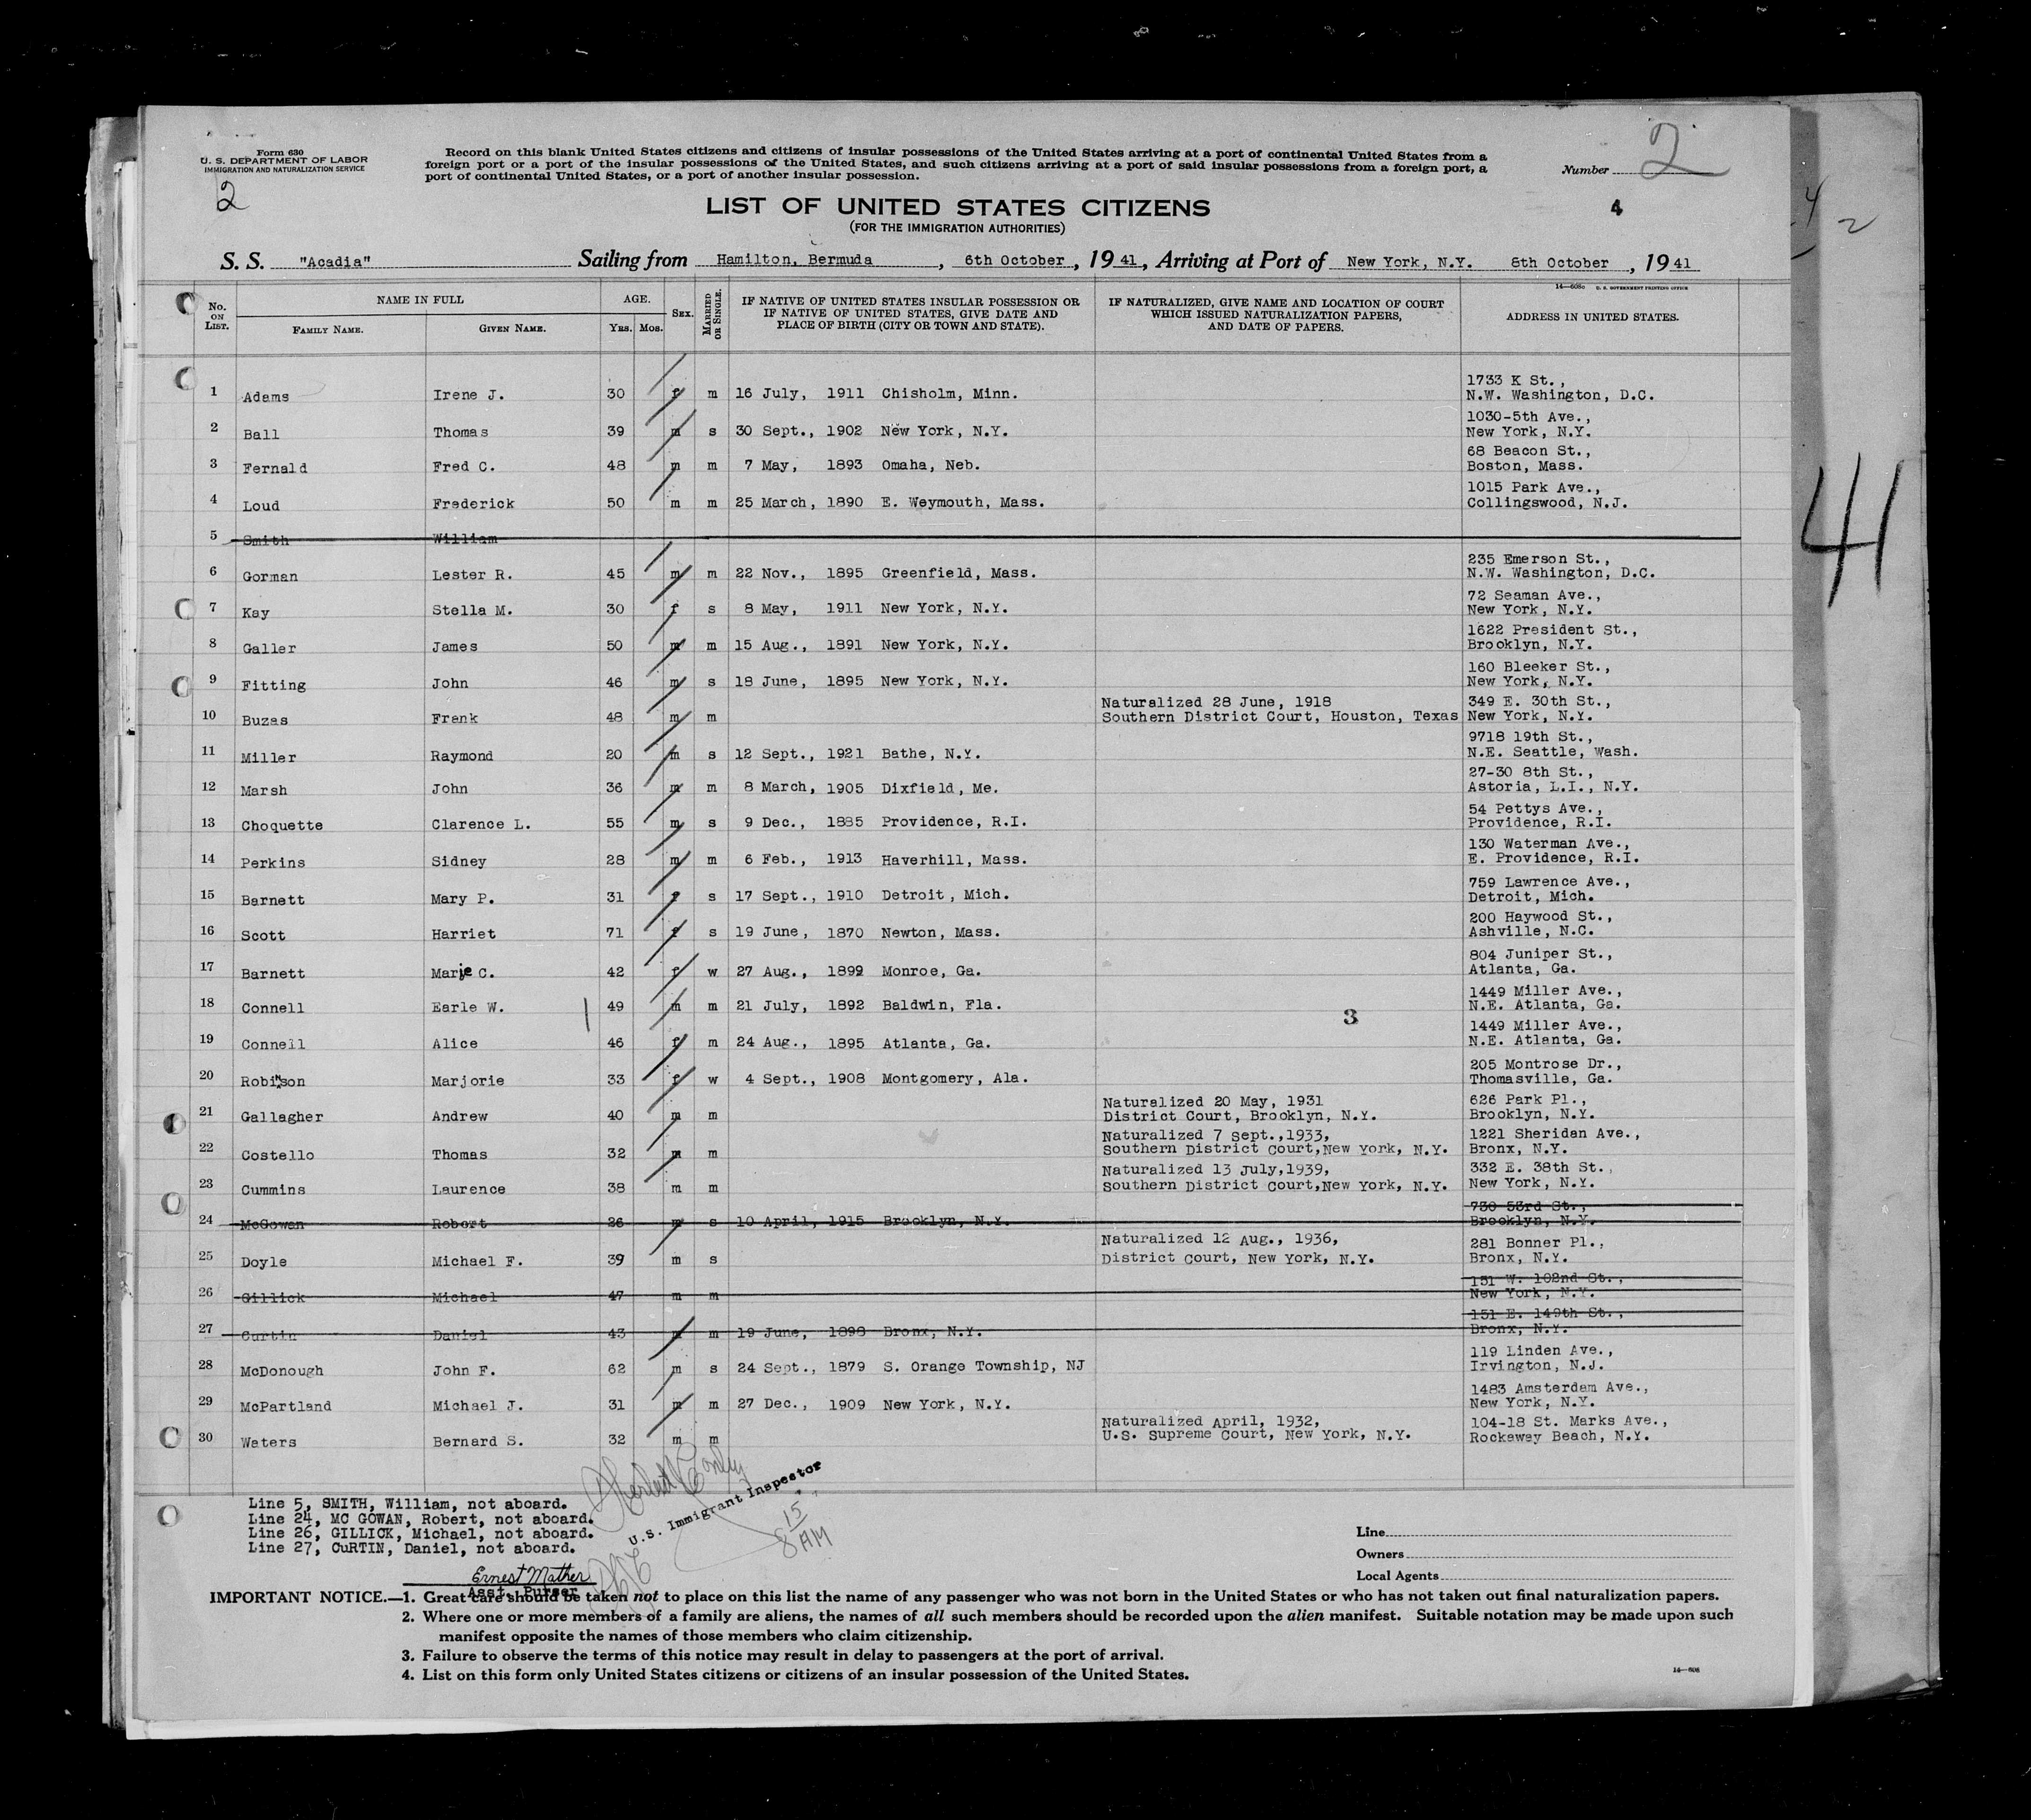 Form 630
U. S. DEPARTMENT OF LABOR
IMMIGRATION AND NATURALIZATION SERVICE
2
Record on this blank United States citizens and citizens of insular possessions of the United States arriving at a port of continental United States from a
foreign port or a port of the insular possessions of the United States, and such citizens arriving at a port of said insular possessions from a foreign port, a
port of continental United States, or a port of another insular possession.
Number 2
LIST OF UNITED STATES CITIZENS
(FOR THE IMMIGRATION AUTHORITIES)
4
4 2
S. S. "Acadia" Sailing from Hamilton, Bermuda, 6th October, 1941, Arriving at Port of New York, N.Y. 8th October, 1941
14—608c U. S. GOVERNMENT PRINTING OFFICE
No. ON LIST. NAME IN FULL FAMILY NAME. GIVEN NAME. AGE. Yrs. Mos. SEX. MARRIED OR SINGLE. IF NATIVE OF UNITED STATES INSULAR POSSESSION OR IF NATIVE OF UNITED STATES, GIVE DATE AND PLACE OF BIRTH (CITY OR TOWN AND STATE). IF NATURALIZED, GIVE NAME AND LOCATION OF COURT WHICH ISSUED NATURALIZATION PAPERS, AND DATE OF PAPERS. ADDRESS IN UNITED STATES.
1 Adams Irene J. 30 f m 16 July, 1911 Chisholm, Minn. 1733 K St., N.W. Washington, D.C.
2 Ball Thomas 39 m s 30 Sept., 1902 New York, N.Y. 1030-5th Ave., New York, N.Y.
3 Fernald Fred C. 48 m m 7 May, 1893 Omaha, Neb. 68 Beacon St., Boston, Mass.
4 Loud Frederick 50 m m 25 March, 1890 E. Weymouth, Mass. 1015 Park Ave., Collingswood, N.J.
5 Smith William
6 Gorman Lester R. 45 m m 22 Nov., 1895 Greenfield, Mass. 235 Emerson St., N.W. Washington, D.C.
7 Kay Stella M. 30 f s 8 May, 1911 New York, N.Y. 72 Seaman Ave., New York, N.Y.
8 Galler James 50 m m 15 Aug., 1891 New York, N.Y. 1622 President St., Brooklyn, N.Y.
9 Fitting John 46 m s 18 June, 1895 New York, N.Y. 160 Bleeker St., New York, N.Y.
10 Buzas Frank 48 m m Naturalized 28 June, 1918 Southern District Court, Houston, Texas 349 E. 30th St., New York, N.Y.
11 Miller Raymond 20 m s 12 Sept., 1921 Bathe, N.Y. 9718 19th St., N.E. Seattle, Wash.
12 Marsh John 36 m m 8 March, 1905 Dixfield, Me. 27-30 8th St., Astoria, L.I., N.Y.
13 Choquette Clarence L. 55 m s 9 Dec., 1885 Providence, R.I. 54 Pettys Ave., Providence, R.I.
14 Perkins Sidney 28 m m 6 Feb., 1913 Haverhill, Mass. 130 Waterman Ave., E. Providence, R.I.
15 Barnett Mary P. 31 f s 17 Sept., 1910 Detroit, Mich. 759 Lawrence Ave., Detroit, Mich.
16 Scott Harriet 71 f s 19 June, 1870 Newton, Mass. 200 Haywood St., Ashville, N.C.
17 Barnett Marie C. 42 f w 27 Aug., 1899 Monroe, Ga. 804 Juniper St., Atlanta, Ga.
18 Connell Earle W. 49 m m 21 July, 1892 Baldwin, Fla. 1449 Miller Ave., N.E. Atlanta, Ga.
3
19 Connell Alice 46 f m 24 Aug., 1895 Atlanta, Ga. 1449 Miller Ave., N.E. Atlanta, Ga.
20 Robinson Marjorie 33 f w 4 Sept., 1908 Montgomery, Ala. 205 Montrose Dr., Thomasville, Ga.
21 Gallagher Andrew 40 m m Naturalized 20 May, 1931 District Court, Brooklyn, N.Y. 626 Park Pl., Brooklyn, N.Y.
22 Costello Thomas 32 m m Naturalized 7 Sept.,1933, Southern District Court,New York, N.Y. 1221 Sheridan Ave., Bronx, N.Y.
23 Cummins Laurence 38 m m Naturalized 13 July,1939, Southern District Court,New York, N.Y. 332 E. 38th St., New York, N.Y.
24 McGowan Robert 26 m s 10 April, 1915 Brooklyn, N.Y. 730 53rd St., Brooklyn, N.Y.
25 Doyle Michael F. 39 m s Naturalized 12 Aug., 1936, District Court, New York, N.Y. 281 Bonner Pl., Bronx, N.Y.
26 Gillick Michael 47 m m 151 W. 102nd St., New York, N.Y.
27 Curtin Daniel 43 m m 19 June, 1898 Bronx, N.Y. 151 E. 149th St., Bronx, N.Y.
28 McDonough John F. 62 m s 24 Sept., 1879 S. Orange Township, NJ 119 Linden Ave., Irvington, N.J.
29 McPartland Michael J. 31 m m 27 Dec., 1909 New York, N.Y. 1483 Amsterdam Ave., New York, N.Y.
30 Waters Bernard S. 32 m m Naturalized April, 1932, U.S. Supreme Court, New York, N.Y. 104-18 St. Marks Ave., Rockaway Beach, N.Y.
41
Line 5, SMITH, William, not aboard.
Line 24, MC GOWAN, Robert, not aboard.
Line 26, GILLICK, Michael, not aboard.
Line 27, CuRTIN, Daniel, not aboard.
U.S. Immigrant Inspector
8 15 AM
Ernest Mather
Asst. Purser
Line
Owners
Local Agents
IMPORTANT NOTICE.—1. Great care should be taken not to place on this list the name of any passenger who was not born in the United States or who has not taken out final naturalization papers.
2. Where one or more members of a family are aliens, the names of all such members should be recorded upon the alien manifest. Suitable notation may be made upon such
manifest opposite the names of those members who claim citizenship.
3. Failure to observe the terms of this notice may result in delay to passengers at the port of arrival.
4. List on this form only United States citizens or citizens of an insular possession of the United States.
14—608